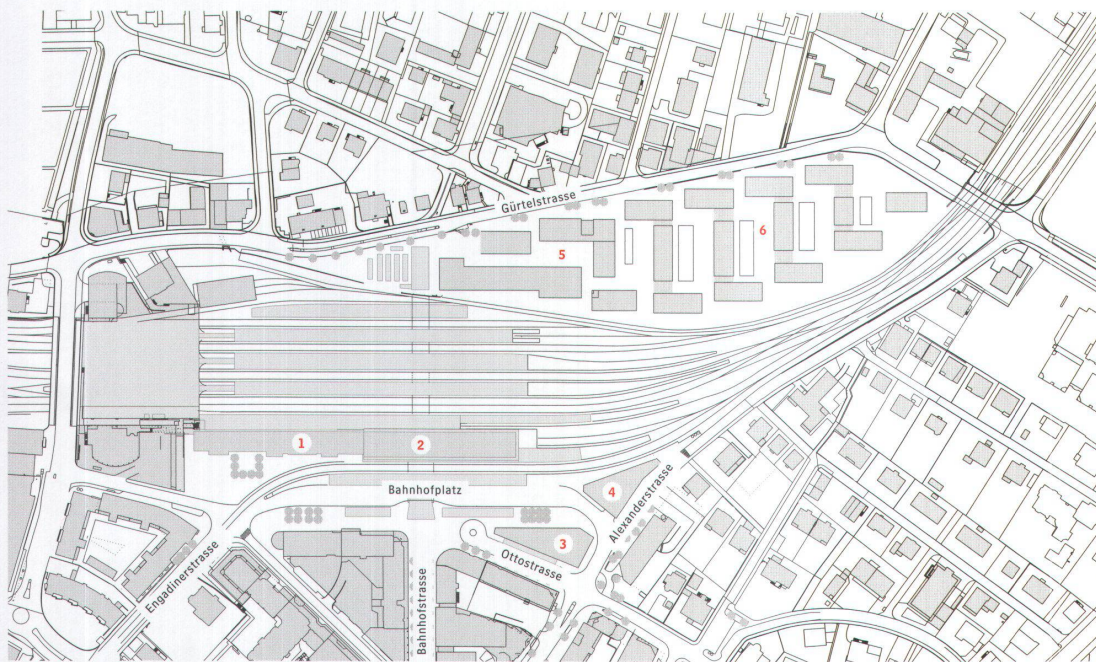 Gürtelstrasse
5
6
1
2
Bahnhofplatz
4
3
Alexanderstrasse
Ottostrasse
Engadinerstrasse
Bahnhofstrasse